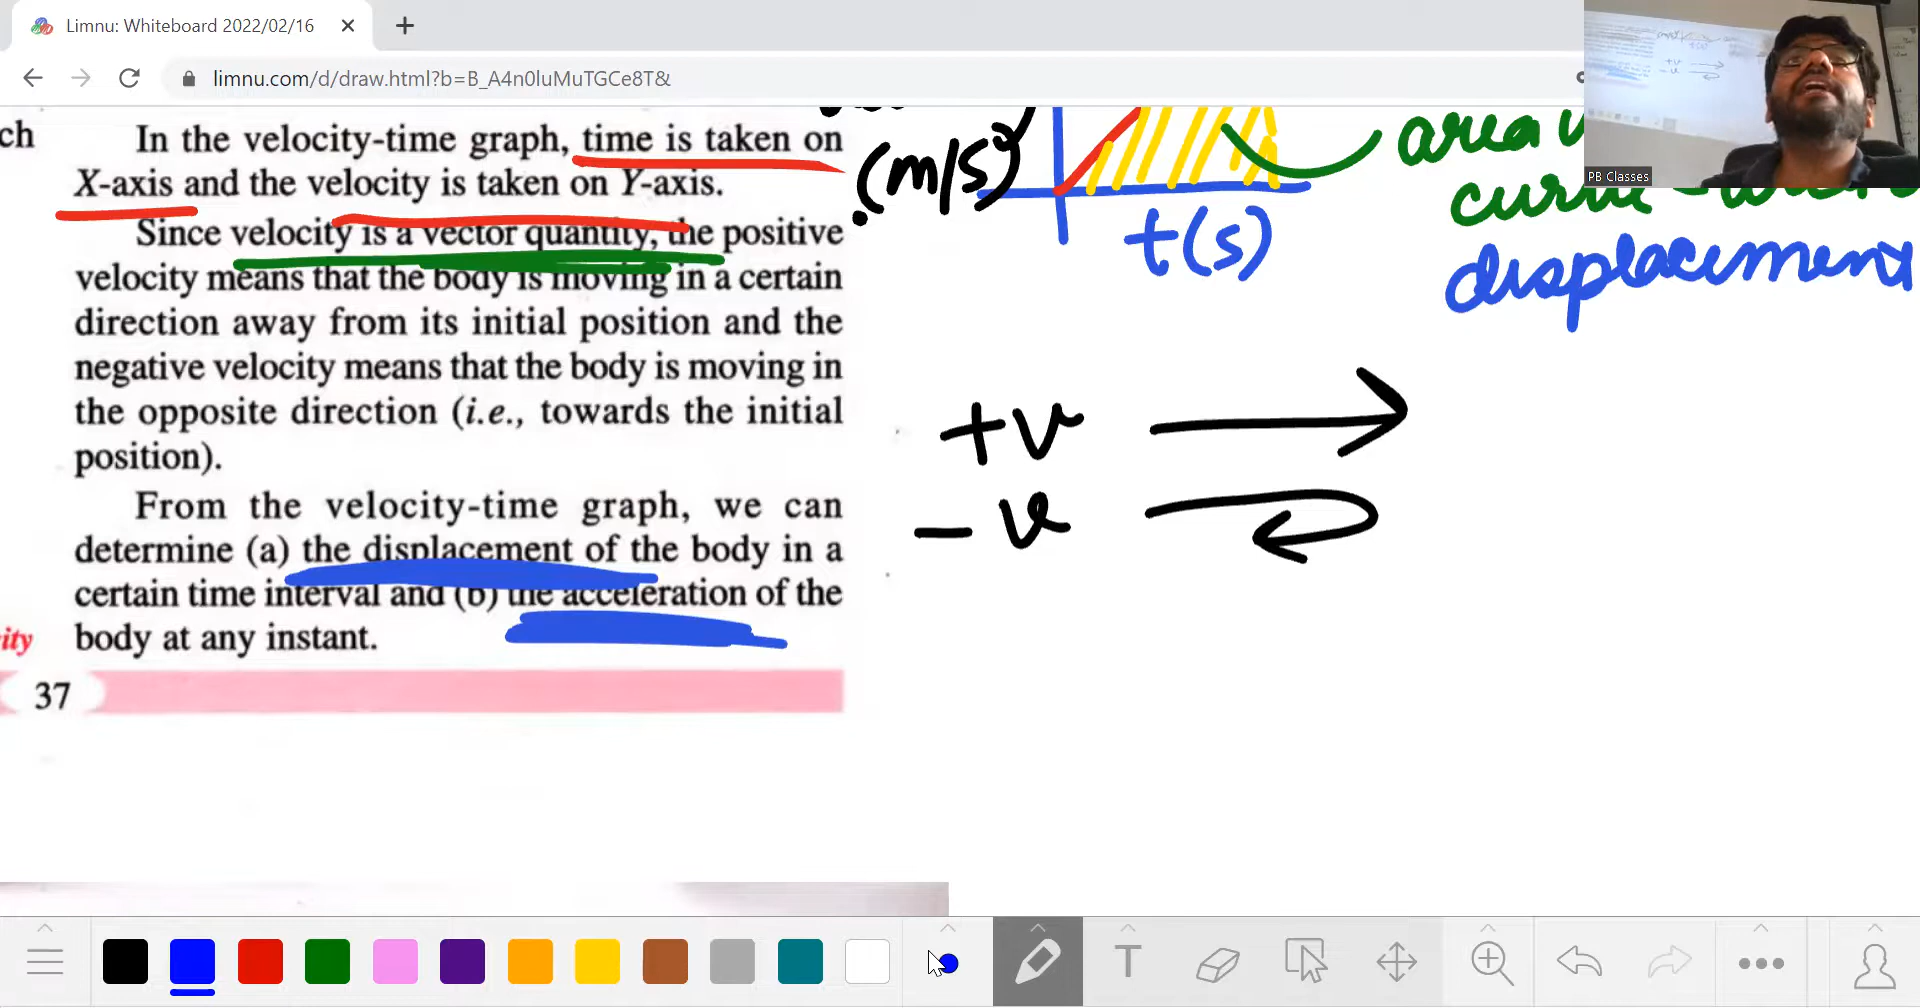 Limnu: Whiteboard 2022/02/16
limnu.com/d/draw.html?b=B_A4n0luMuTGCe8T&
PB Classes
ch
In the velocity-time graph, time is taken on
X-axis and the velocity is taken on Y-axis.
Since velocity is a vector quantity, the positive
velocity means that the body is moving in a certain
direction away from its initial position and the
negative velocity means that the body is moving in
the opposite direction (i.e., towards the initial
position).
From the velocity-time graph, we can
determine (a) the displacement of the body in a
certain time interval and (b) the acceleration of the
body at any instant.
ity
37
(m/s)
t(s)
area
curve
displacement
+v
-v
T